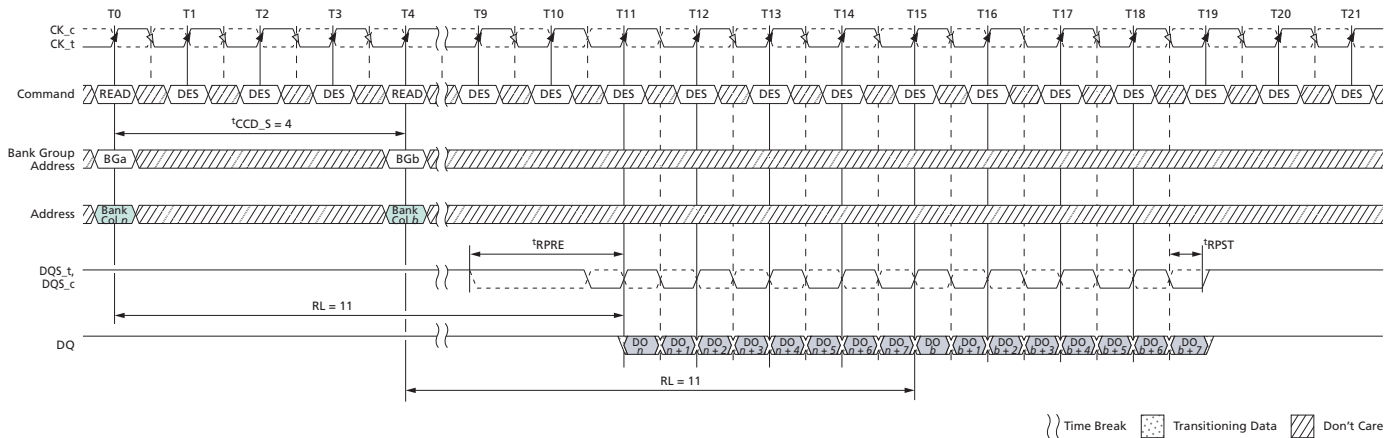 T0 T1 T2 T3 T4 T9 T10 T11 T12 T13 T14 T15 T16 T17 T18 T19 T20 T21
CK_c
CK_t
Command READ DES DES DES READ DES DES DES DES DES DES DES DES DES DES DES DES DES
tCCD_S = 4
Bank Group
Address BGa BGb
Address Bank Col n Bank Col b
tRPRE tRPST
DQS_t,
DQS_c
RL = 11
DQ DO n DO n + 1 DO n + 2 DO n + 3 DO n + 4 DO n + 5 DO n + 6 DO n + 7 DO b DO b + 1 DO b + 2 DO b + 3 DO b + 4 DO b + 5 DO b + 6 DO b + 7
RL = 11
Time Break Transitioning Data Don't Care